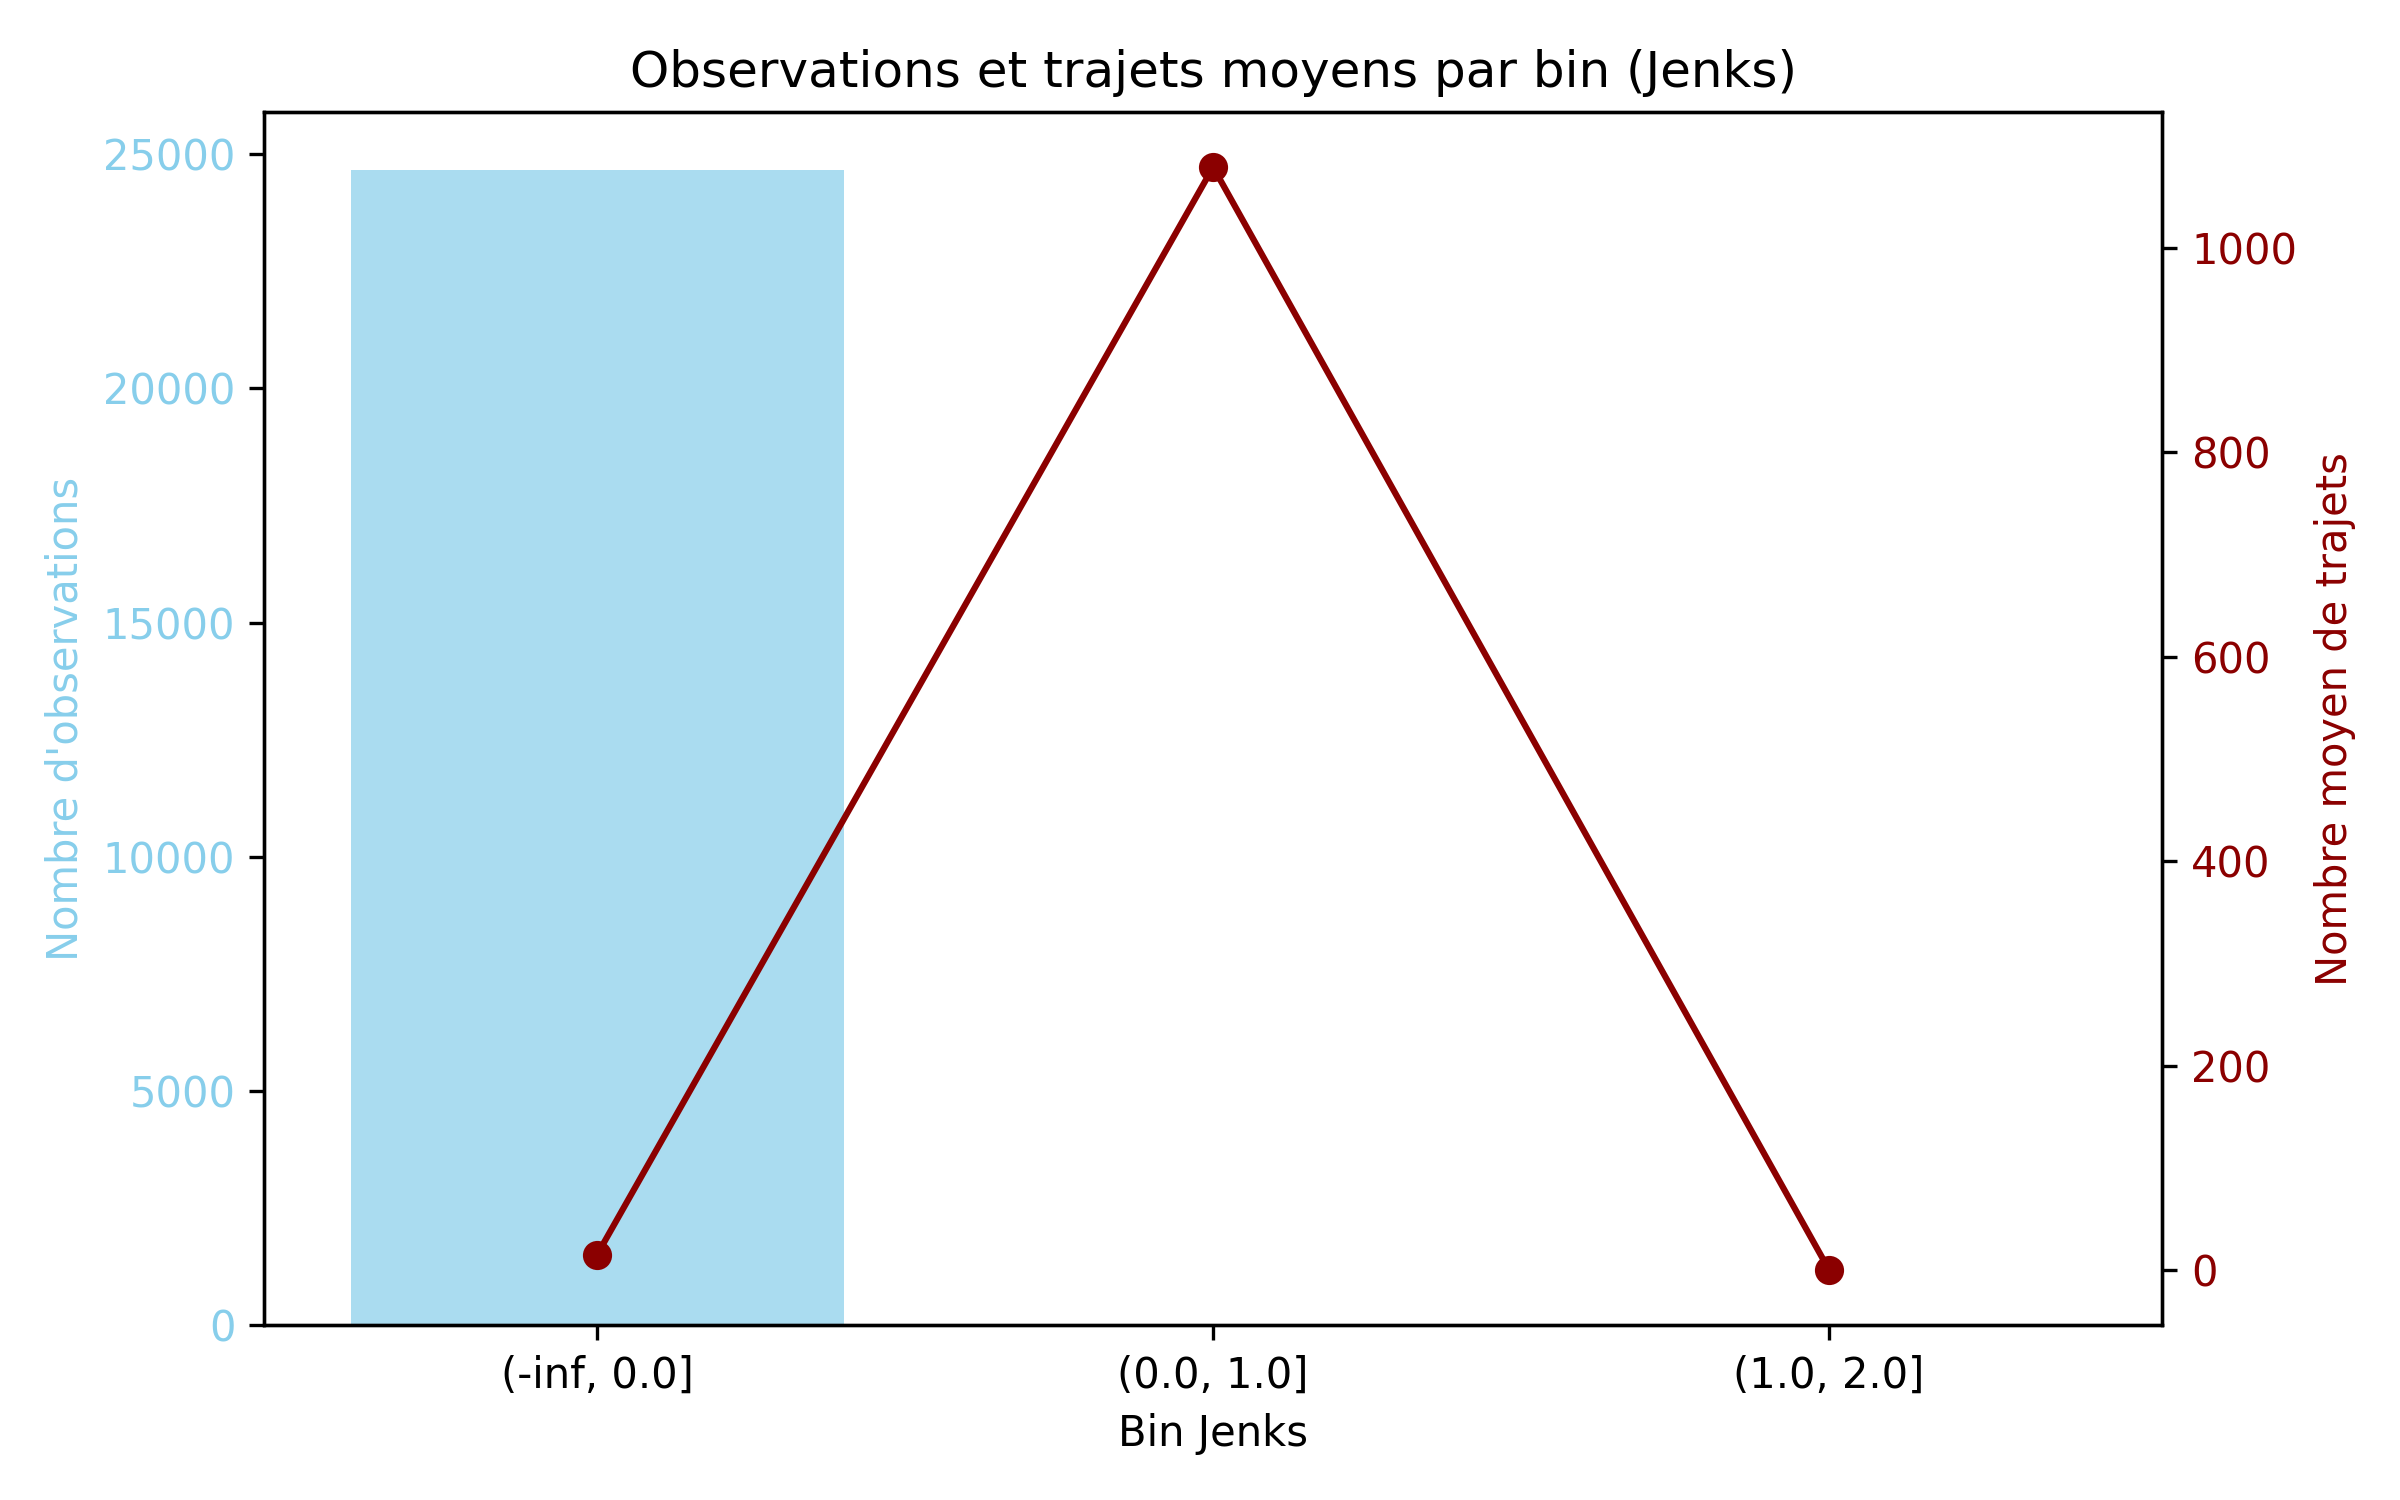 Observations et trajets moyens par bin (Jenks)
Nombre d'observations
25000
20000
15000
10000
5000
0
1000
800
600
400
200
0
Nombre moyen de trajets
(-inf, 0.0]
(0.0, 1.0]
(1.0, 2.0]
Bin Jenks